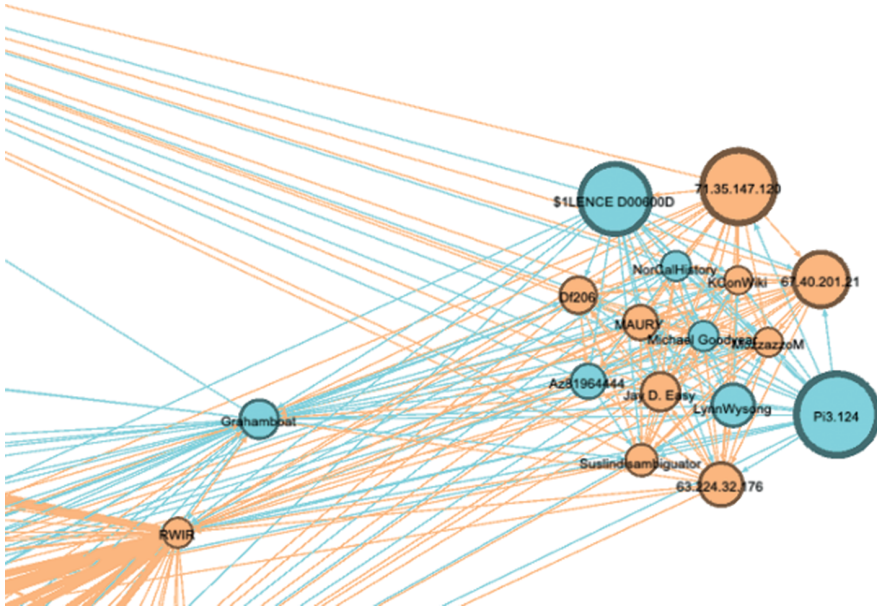 71.35.147.120
$1LENCE D00600D
NorCalHistory
67.40.201.21
KConWiki
Df206
MAURY
Michael Goodyear
MozzazzoM
Az81964444
Jay D. Easy
LynnWysong
Pi3.124
Grahamboat
Suslindisambiguator
63.224.32.176
RWIR